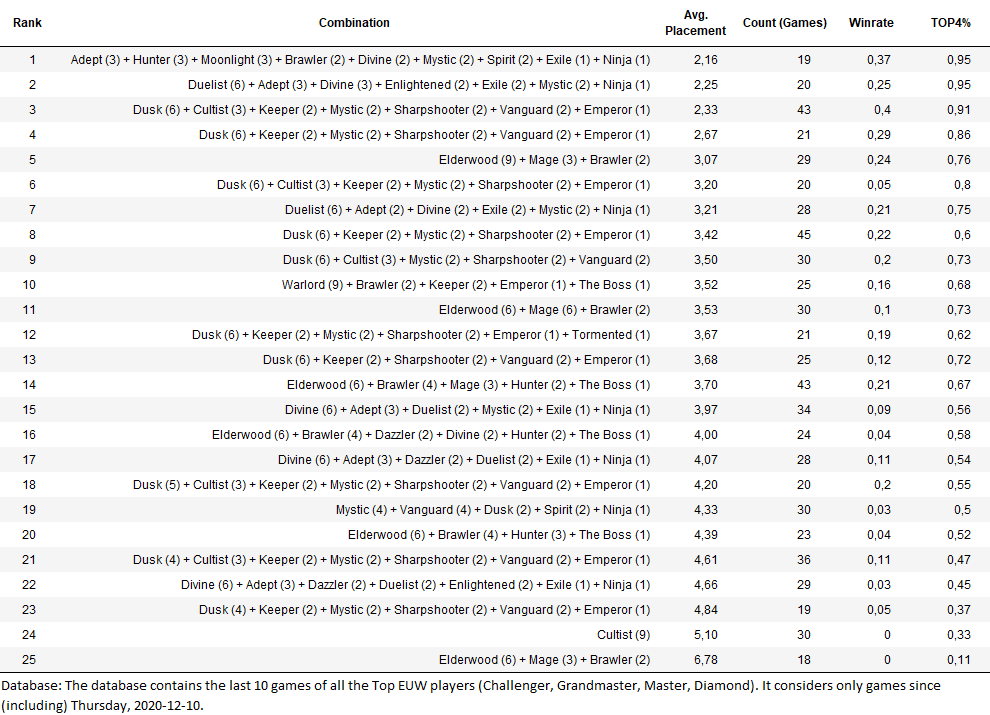 Rank Combination Avg. Placement Count (Games) Winrate TOP4%
1 Adept (3) + Hunter (3) + Moonlight (3) + Brawler (2) + Divine (2) + Mystic (2) + Spirit (2) + Exile (1) + Ninja (1) 2,16 19 0,37 0,95
2 Duelist (6) + Adept (3) + Divine (3) + Enlightened (2) + Exile (2) + Mystic (2) + Ninja (1) 2,25 20 0,25 0,95
3 Dusk (6) + Cultist (3) + Keeper (2) + Mystic (2) + Sharpshooter (2) + Vanguard (2) + Emperor (1) 2,33 43 0,4 0,91
4 Dusk (6) + Keeper (2) + Mystic (2) + Sharpshooter (2) + Vanguard (2) + Emperor (1) 2,67 21 0,29 0,86
5 Elderwood (9) + Mage (3) + Brawler (2) 3,07 29 0,24 0,76
6 Dusk (6) + Cultist (3) + Keeper (2) + Mystic (2) + Sharpshooter (2) + Emperor (1) 3,20 20 0,05 0,8
7 Duelist (6) + Adept (2) + Divine (2) + Exile (2) + Mystic (2) + Ninja (1) 3,21 28 0,21 0,75
8 Dusk (6) + Keeper (2) + Mystic (2) + Sharpshooter (2) + Emperor (1) 3,42 45 0,22 0,6
9 Dusk (6) + Cultist (3) + Mystic (2) + Sharpshooter (2) + Vanguard (2) 3,50 30 0,2 0,73
10 Warlord (9) + Brawler (2) + Keeper (2) + Emperor (1) + The Boss (1) 3,52 25 0,16 0,68
11 Elderwood (6) + Mage (6) + Brawler (2) 3,53 30 0,1 0,73
12 Dusk (6) + Keeper (2) + Mystic (2) + Sharpshooter (2) + Emperor (1) + Tormented (1) 3,67 21 0,19 0,62
13 Dusk (6) + Keeper (2) + Sharpshooter (2) + Vanguard (2) + Emperor (1) 3,68 25 0,12 0,72
14 Elderwood (6) + Brawler (4) + Mage (3) + Hunter (2) + The Boss (1) 3,70 43 0,21 0,67
15 Divine (6) + Adept (3) + Duelist (2) + Mystic (2) + Exile (1) + Ninja (1) 3,97 34 0,09 0,56
16 Elderwood (6) + Brawler (4) + Dazzler (2) + Divine (2) + Hunter (2) + The Boss (1) 4,00 24 0,04 0,58
17 Divine (6) + Adept (3) + Dazzler (2) + Duelist (2) + Exile (1) + Ninja (1) 4,07 28 0,11 0,54
18 Dusk (5) + Cultist (3) + Keeper (2) + Mystic (2) + Sharpshooter (2) + Vanguard (2) + Emperor (1) 4,20 20 0,2 0,55
19 Mystic (4) + Vanguard (4) + Dusk (2) + Spirit (2) + Ninja (1) 4,33 30 0,03 0,5
20 Elderwood (6) + Brawler (4) + Hunter (3) + The Boss (1) 4,39 23 0,04 0,52
21 Dusk (4) + Cultist (3) + Keeper (2) + Mystic (2) + Sharpshooter (2) + Vanguard (2) + Emperor (1) 4,61 36 0,11 0,47
22 Divine (6) + Adept (3) + Dazzler (2) + Duelist (2) + Enlightened (2) + Exile (1) + Ninja (1) 4,66 29 0,03 0,45
23 Dusk (4) + Keeper (2) + Mystic (2) + Sharpshooter (2) + Vanguard (2) + Emperor (1) 4,84 19 0,05 0,37
24 Cultist (9) 5,10 30 0 0,33
25 Elderwood (6) + Mage (3) + Brawler (2) 6,78 18 0 0,11
Database: The database contains the last 10 games of all the Top EUW players (Challenger, Grandmaster, Master, Diamond). It considers only games since
(including) Thursday, 2020-12-10.